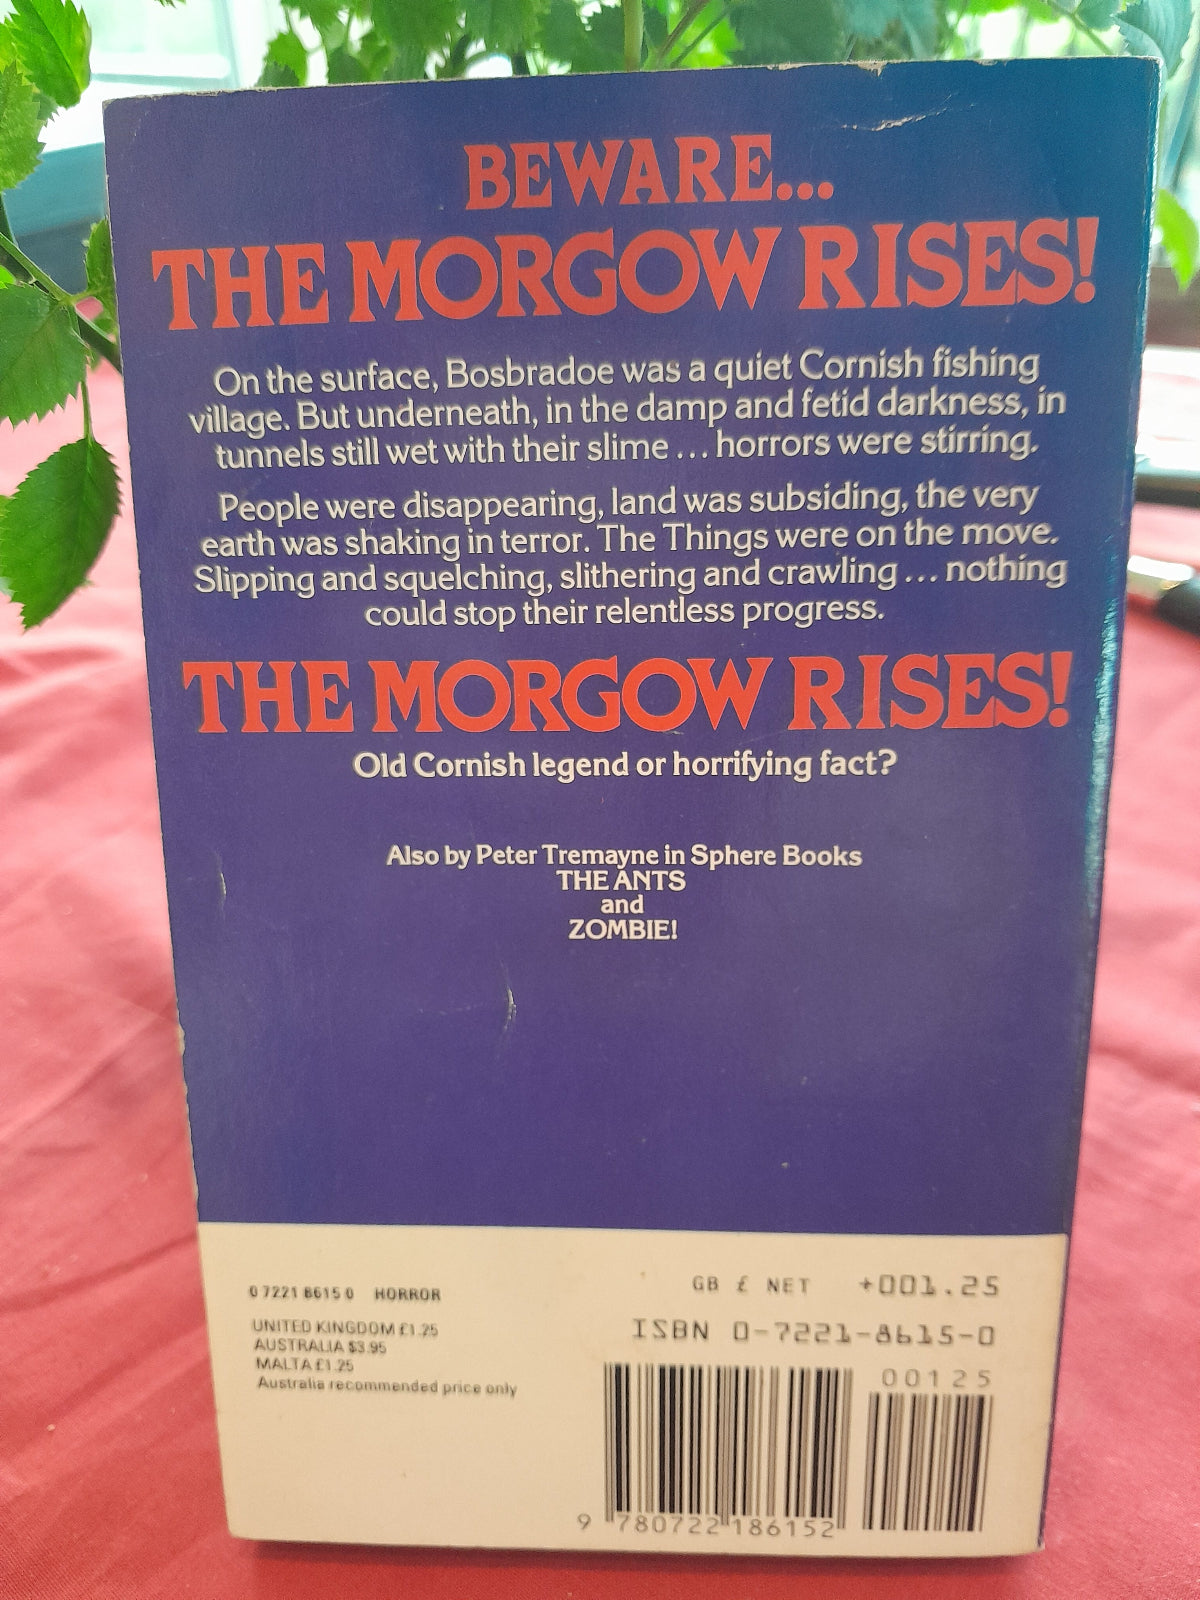 BEWARE...
THE MORGOW RISES!
On the surface, Bosbradoe was a quiet Cornish fishing
village. But underneath, in the damp and fetid darkness, in
tunnels still wet with their slime ... horrors were stirring.
People were disappearing, land was subsiding, the very
earth was shaking in terror. The Things were on the move.
Slipping and squelching, slithering and crawling ... nothing
could stop their relentless progress.
THE MORGOW RISES!
Old Cornish legend or horrifying fact?
Also by Peter Tremayne in Sphere Books
THE ANTS
and
ZOMBIE!
0 7221 8615 0 HORROR
UNITED KINGDOM £1.25
AUSTRALIA $3.95
MALTA £1.25
Australia recommended price only
GB £ NET +001.25
ISBN 0-7221-8615-0
00125
9 780722 186152